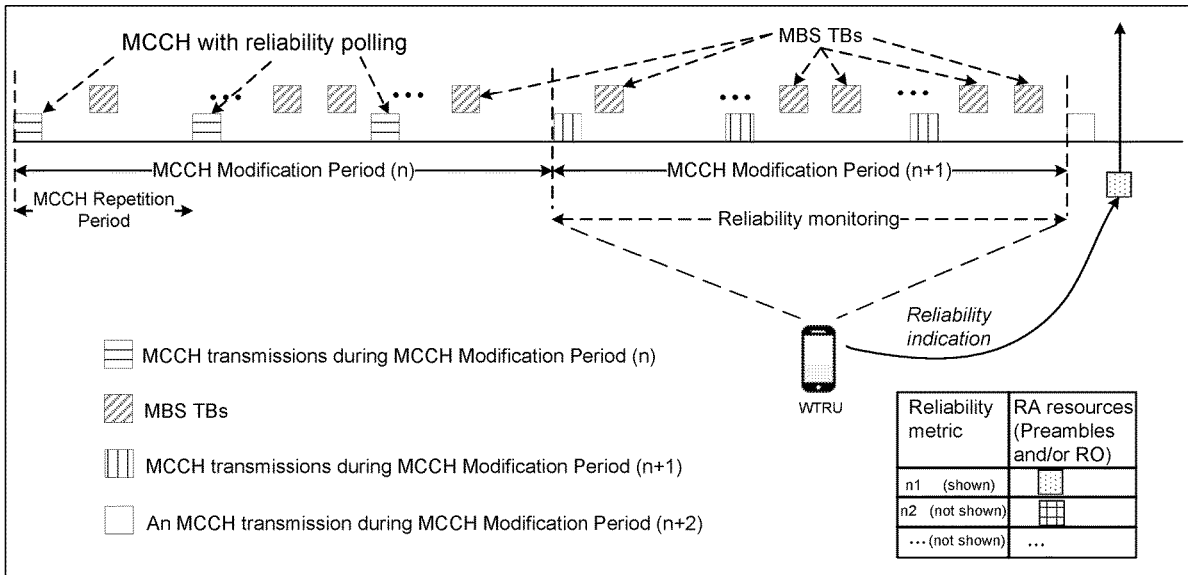 MCCH with reliability polling
MBS TBs
MCCH Modification Period (n)
MCCH Modification Period (n+1)
MCCH Repetition
Period
Reliability monitoring
Reliability
indication
WTRU
MCCH transmissions during MCCH Modification Period (n)
MBS TBs
MCCH transmissions during MCCH Modification Period (n+1)
An MCCH transmission during MCCH Modification Period (n+2)
Reliability metric RA resources (Preambles and/or RO)
n1 (shown)
n2 (not shown)
...(not shown) ...